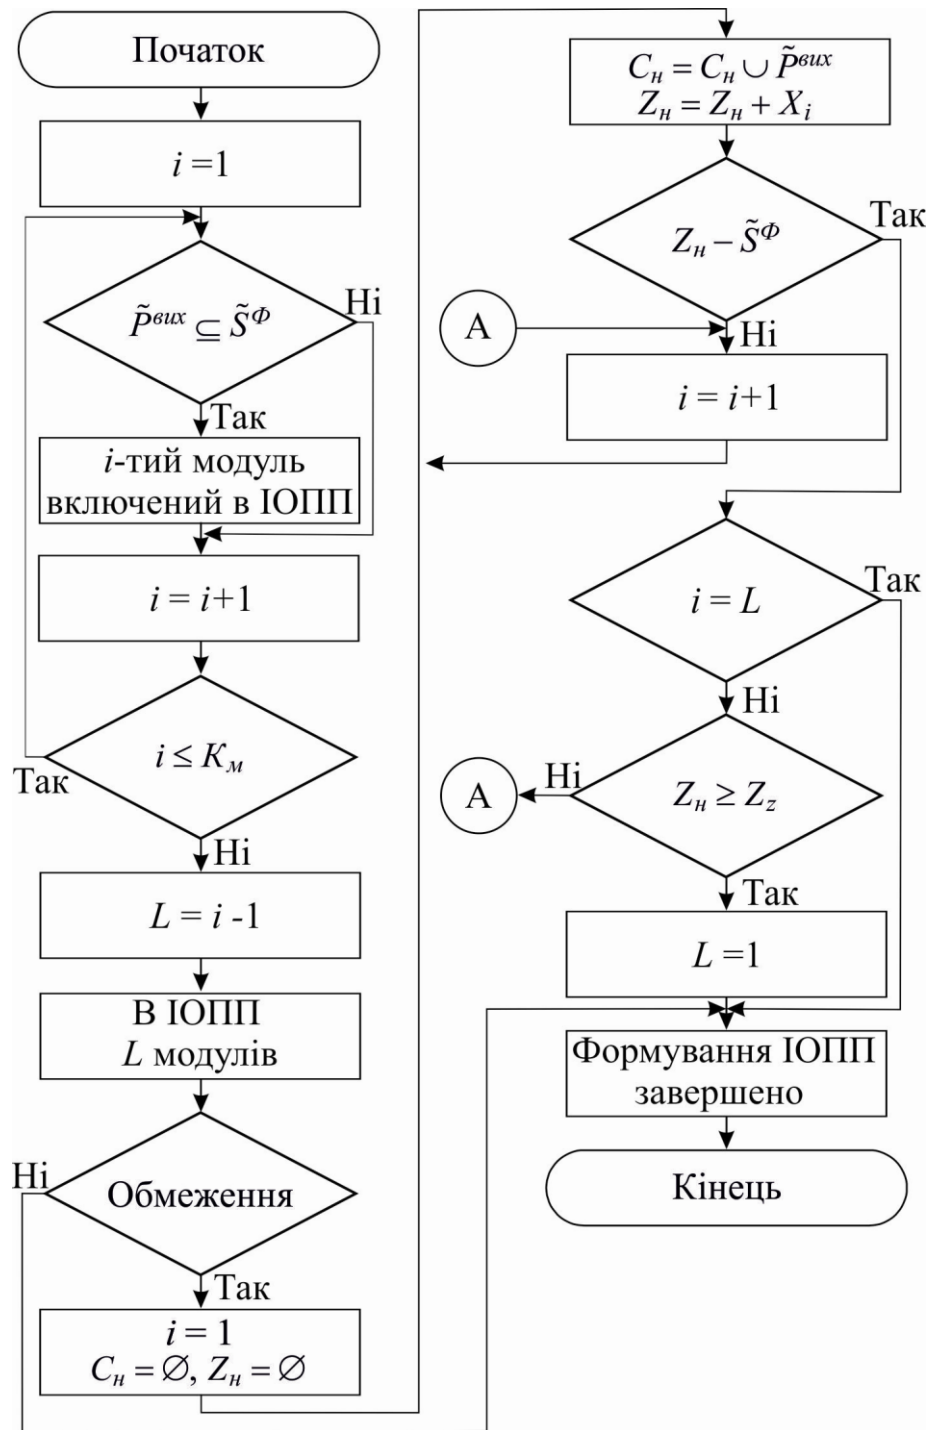 Початок
i =1
P̃ вих ⊆ S̃ Ф
Ні
Так
i-тий модуль
включений в ІОПП
i = i+1
i ≤ Kм
Так
Ні
L = i -1
В ІОПП
L модулів
Ні
Обмеження
Так
i = 1
Cн = ∅, Zн = ∅
Cн = Cн ∪ P̃ вих
Zн = Zн + Xi
Zн – S̃ Ф
Так
А
Ні
i = i+1
i = L
Так
Ні
Zн ≥ Zz
Ні
А
Так
L =1
Формування ІОПП
завершено
Кінець